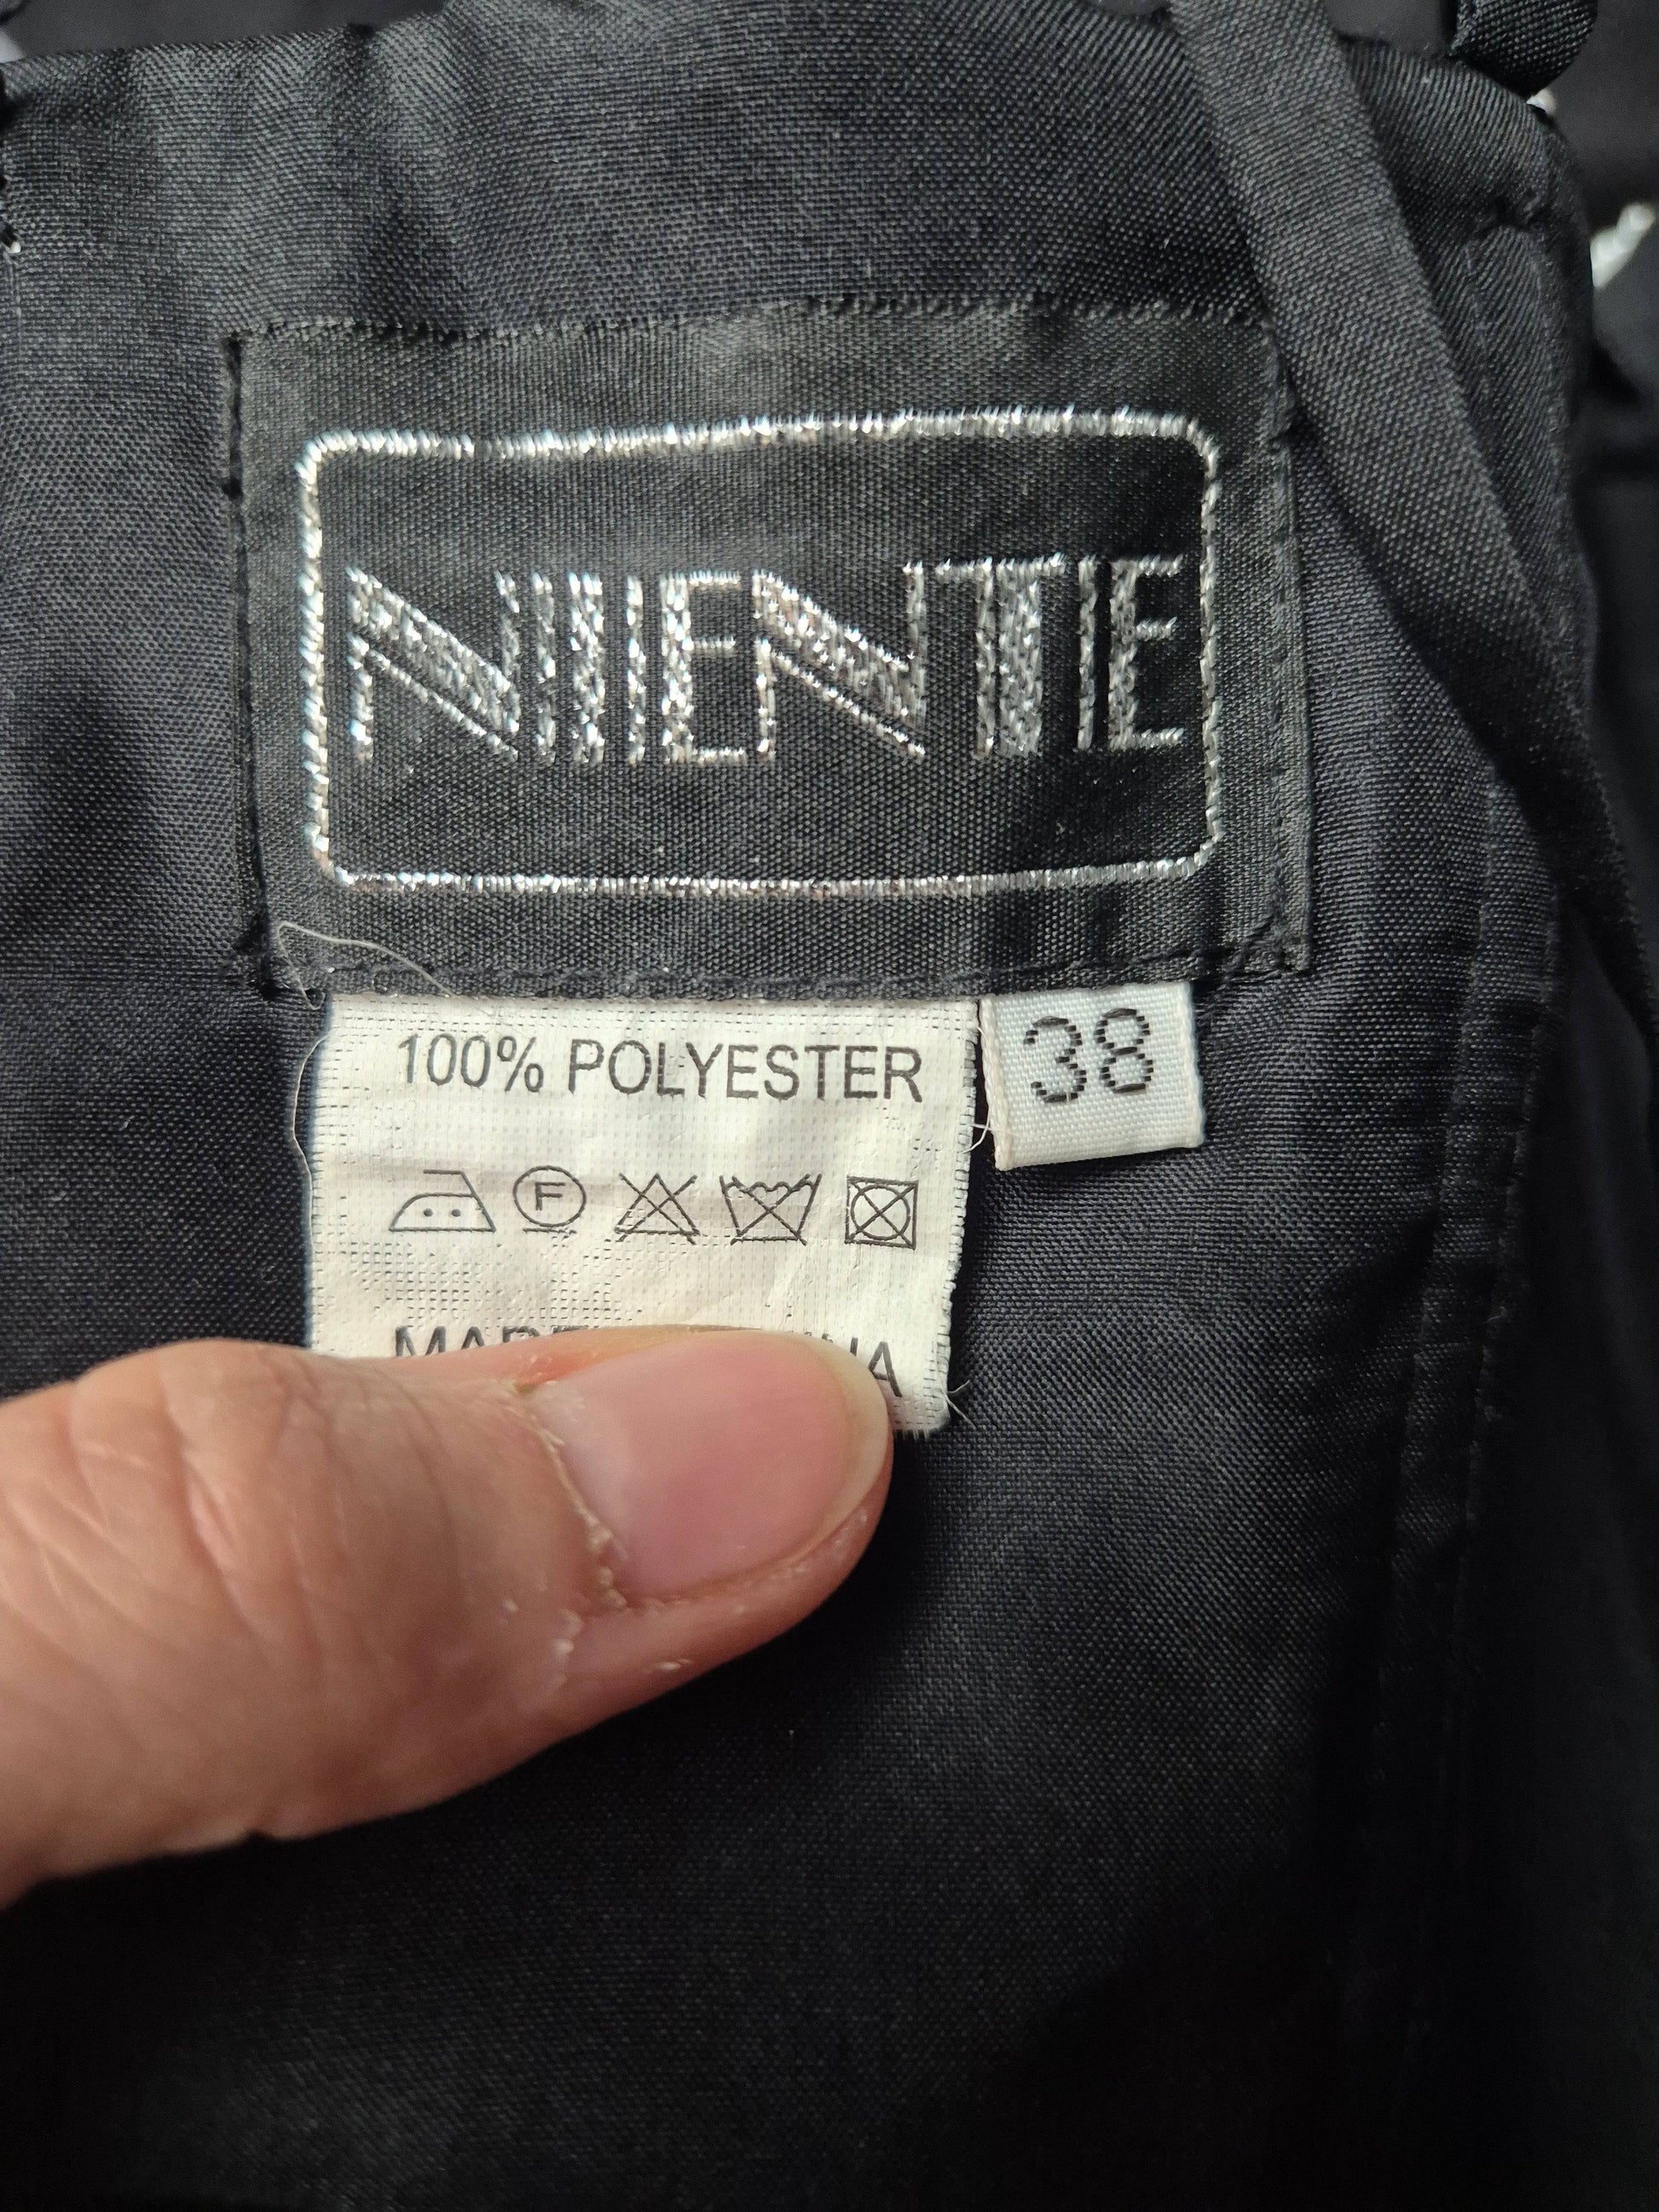 NIENTE
100% POLYESTER
38
F